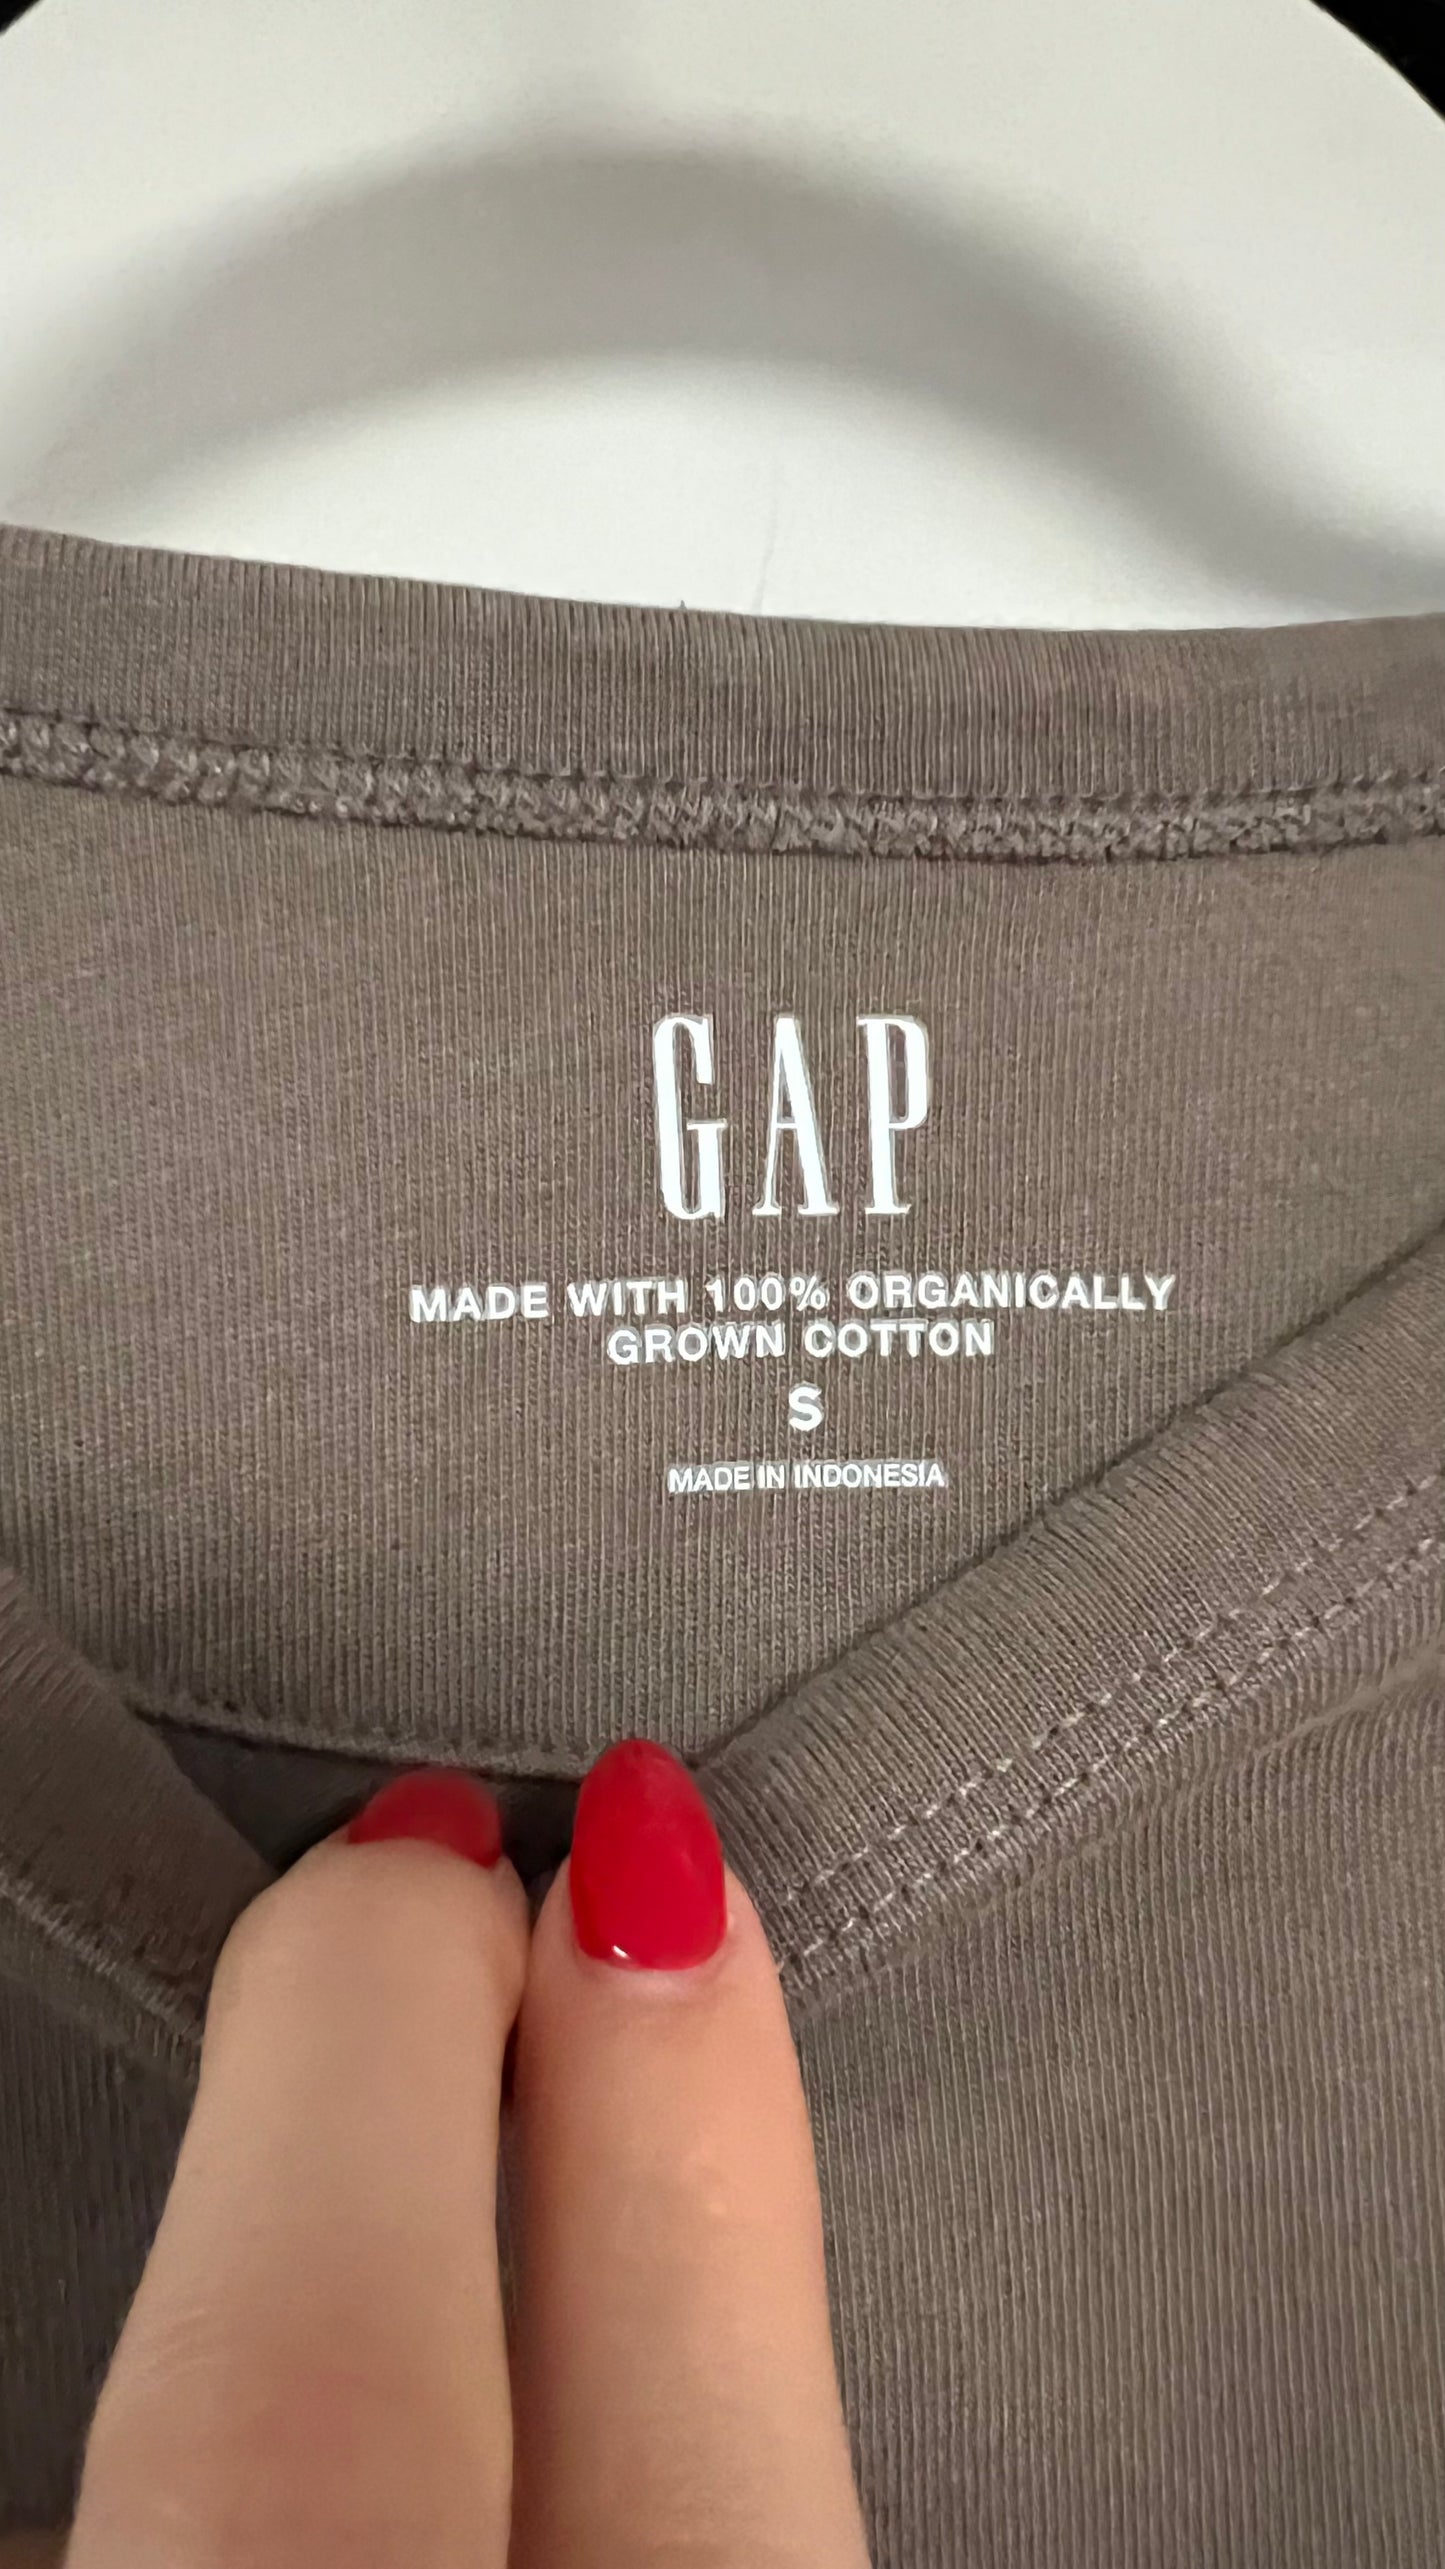 GAP
MADE WITH 100% ORGANICALLY
GROWN COTTON
S
MADE IN INDONESIA